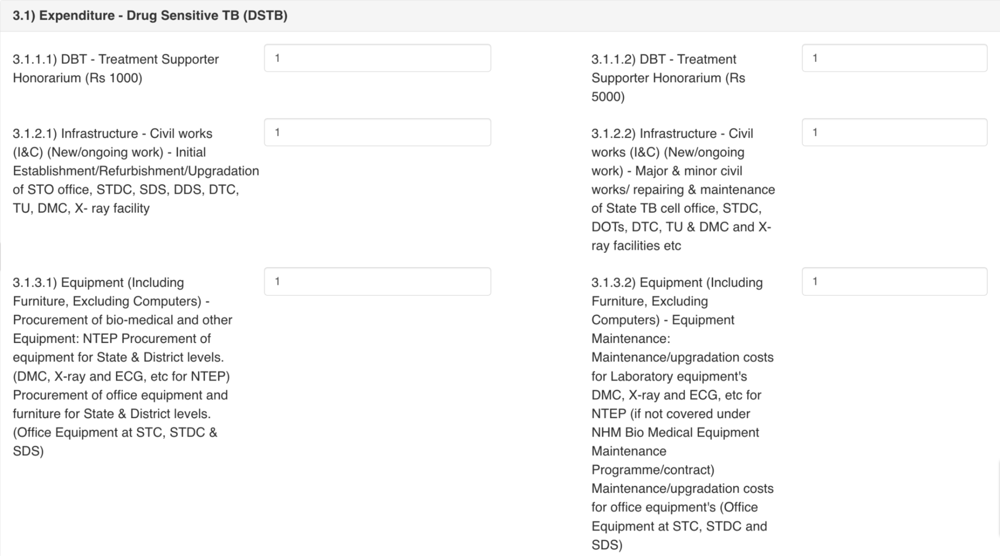 3.1) Expenditure - Drug Sensitive TB (DSTB)
3.1.1.1) DBT - Treatment Supporter
Honorarium (Rs 1000)
1
3.1.1.2) DBT - Treatment
Supporter Honorarium (Rs
5000)
1
3.1.2.1) Infrastructure - Civil works
(I&C) (New/ongoing work) - Initial
Establishment/Refurbishment/Upgradation
of STO office, STDC, SDS, DDS, DTC,
TU, DMC, X- ray facility
1
3.1.2.2) Infrastructure - Civil
works (I&C) (New/ongoing
work) - Major & minor civil
works/ repairing & maintenance
of State TB cell office, STDC,
DOTs, DTC, TU & DMC and X-
ray facilities etc
1
3.1.3.1) Equipment (Including
Furniture, Excluding Computers) -
Procurement of bio-medical and other
Equipment: NTEP Procurement of
equipment for State & District levels.
(DMC, X-ray and ECG, etc for NTEP)
Procurement of office equipment and
furniture for State & District levels.
(Office Equipment at STC, STDC &
SDS)
1
3.1.3.2) Equipment (Including
Furniture, Excluding
Computers) - Equipment
Maintenance:
Maintenance/upgradation costs
for Laboratory equipment's
DMC, X-ray and ECG, etc for
NTEP (if not covered under
NHM Bio Medical Equipment
Maintenance
Programme/contract)
Maintenance/upgradation costs
for office equipment's (Office
Equipment at STC, STDC and
SDS)
1